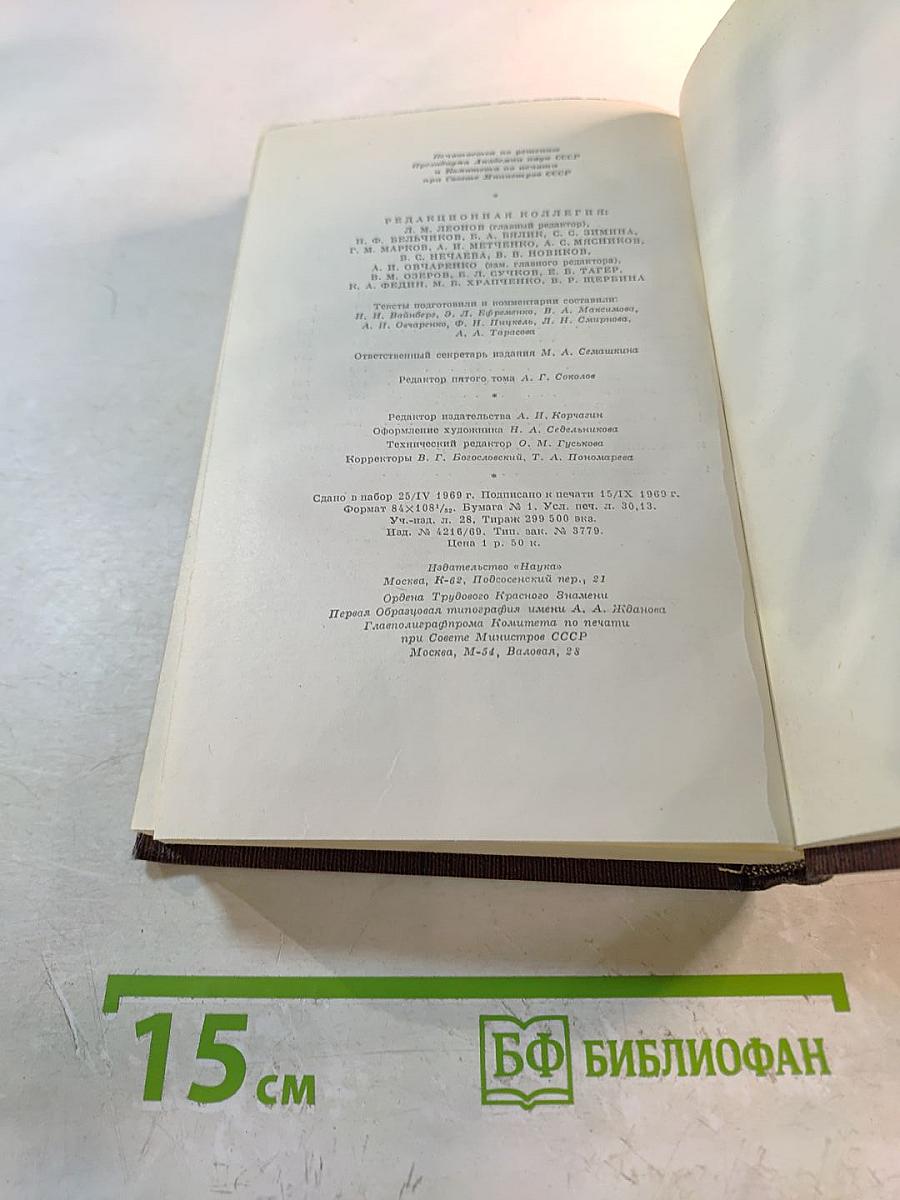 Печатается по решению
Президиума Академии наук СССР
и Комитета по печати
при Совете Министров СССР
*
РЕДАКЦИОННАЯ КОЛЛЕГИЯ:
Л. М. ЛЕОНОВ (главный редактор),
Н. Ф. БЕЛЬЧИКОВ, Б. А. БЯЛИК, С. С. ЗИМИНА,
Г. М. МАРКОВ, А. И. МЕТЧЕНКО, А. С. МЯСНИКОВ,
В. С. НЕЧАЕВА, В. В. НОВИКОВ,
А. И. ОВЧАРЕНКО (зам. главного редактора),
В. М. ОЗЕРОВ, Б. Л. СУЧКОВ, Е. Б. ТАГЕР,
К. А. ФЕДИН, М. Б. ХРАПЧЕНКО, В. Р. ЩЕРБИНА
Тексты подготовили и комментарии составили:
И. И. Вайнберг, Э. Л. Ефременко, В. А. Максимова,
А. И. Овчаренко, Ф. Н. Пицкель, Л. Н. Смирнова,
А. А. Тарасова
Ответственный секретарь издания М. А. Семашкина
Редактор пятого тома А. Г. Соколов
*
Редактор издательства А. И. Корчагин
Оформление художника Н. А. Седельникова
Технический редактор О. М. Гуськова
Корректоры В. Г. Богословский, Т. А. Пономарева
*
Сдано в набор 25/IV 1969 г. Подписано к печати 15/IX 1969 г.
Формат 84×108¹/₃₂. Бумага № 1. Усл. печ. л. 30,13.
Уч.-изд. л. 28. Тираж 299 500 экз.
Изд. № 4216/69. Тип. зак. № 3779.
Цена 1 р. 50 к.
Издательство «Наука»
Москва, К-62, Подсосенский пер., 21
Ордена Трудового Красного Знамени
Первая Образцовая типография имени А. А. Жданова
Главполиграфпрома Комитета по печати
при Совете Министров СССР
Москва, М-54, Валовая, 28
15 см
БФ БИБЛИОФАН